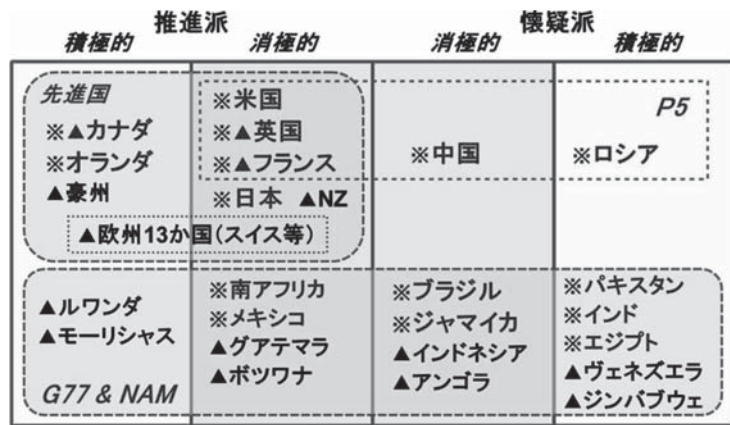 推進派 懐疑派
積極的 消極的 消極的 積極的
先進国
※▲カナダ
※オランダ
▲豪州
※米国
※▲英国
※▲フランス
※日本 ▲NZ
▲欧州13か国（スイス等）
※中国
P5
※ロシア
▲ルワンダ
▲モーリシャス
G77 & NAM
※南アフリカ
※メキシコ
▲グアテマラ
▲ボツワナ
※ブラジル
※ジャマイカ
▲インドネシア
▲アンゴラ
※パキスタン
※インド
※エジプト
▲ヴェネズエラ
▲ジンバブウェ